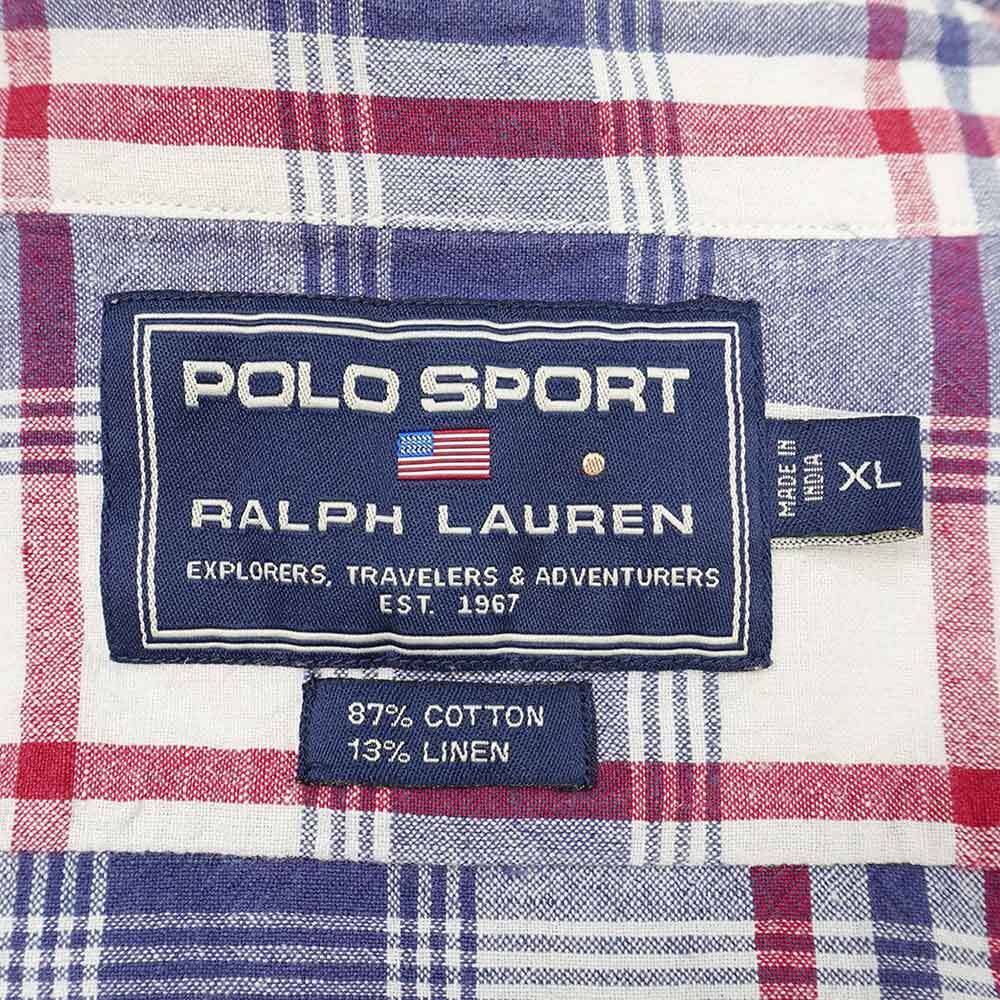 POLO SPORT
RALPH LAUREN
EXPLORERS, TRAVELERS & ADVENTURERS
EST. 1967
MADE IN
INDIA
XL
87% COTTON
13% LINEN